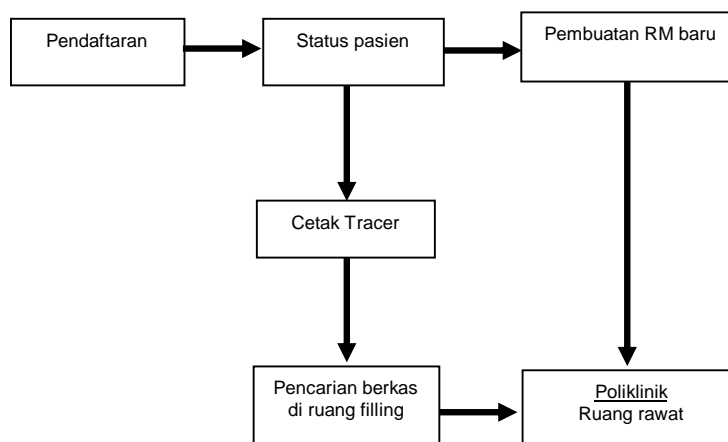 Pendaftaran
Status pasien
Pembuatan RM baru
Cetak Tracer
Pencarian berkas
di ruang filling
Poliklinik
Ruang rawat